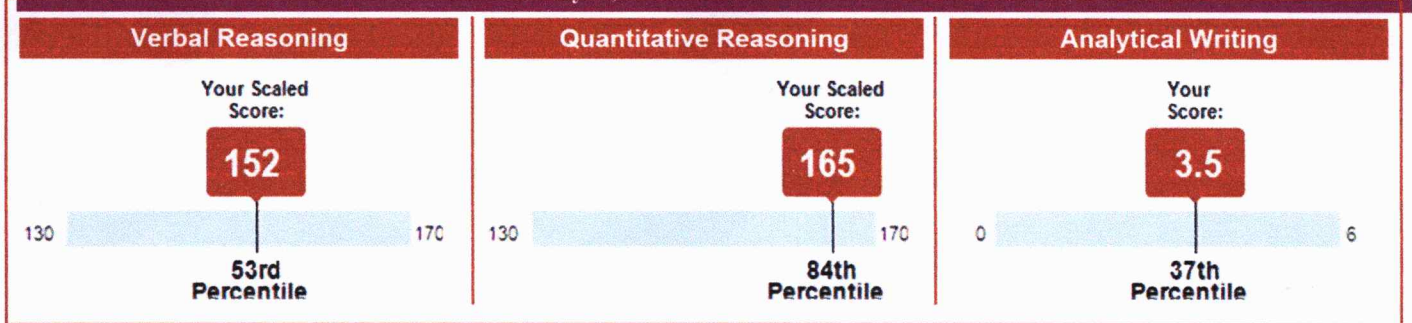 Verbal Reasoning
Your Scaled
Score:
152
130
170
53rd
Percentile
Quantitative Reasoning
Your Scaled
Score:
165
130
170
84th
Percentile
Analytical Writing
Your
Score:
3.5
0
6
37th
Percentile